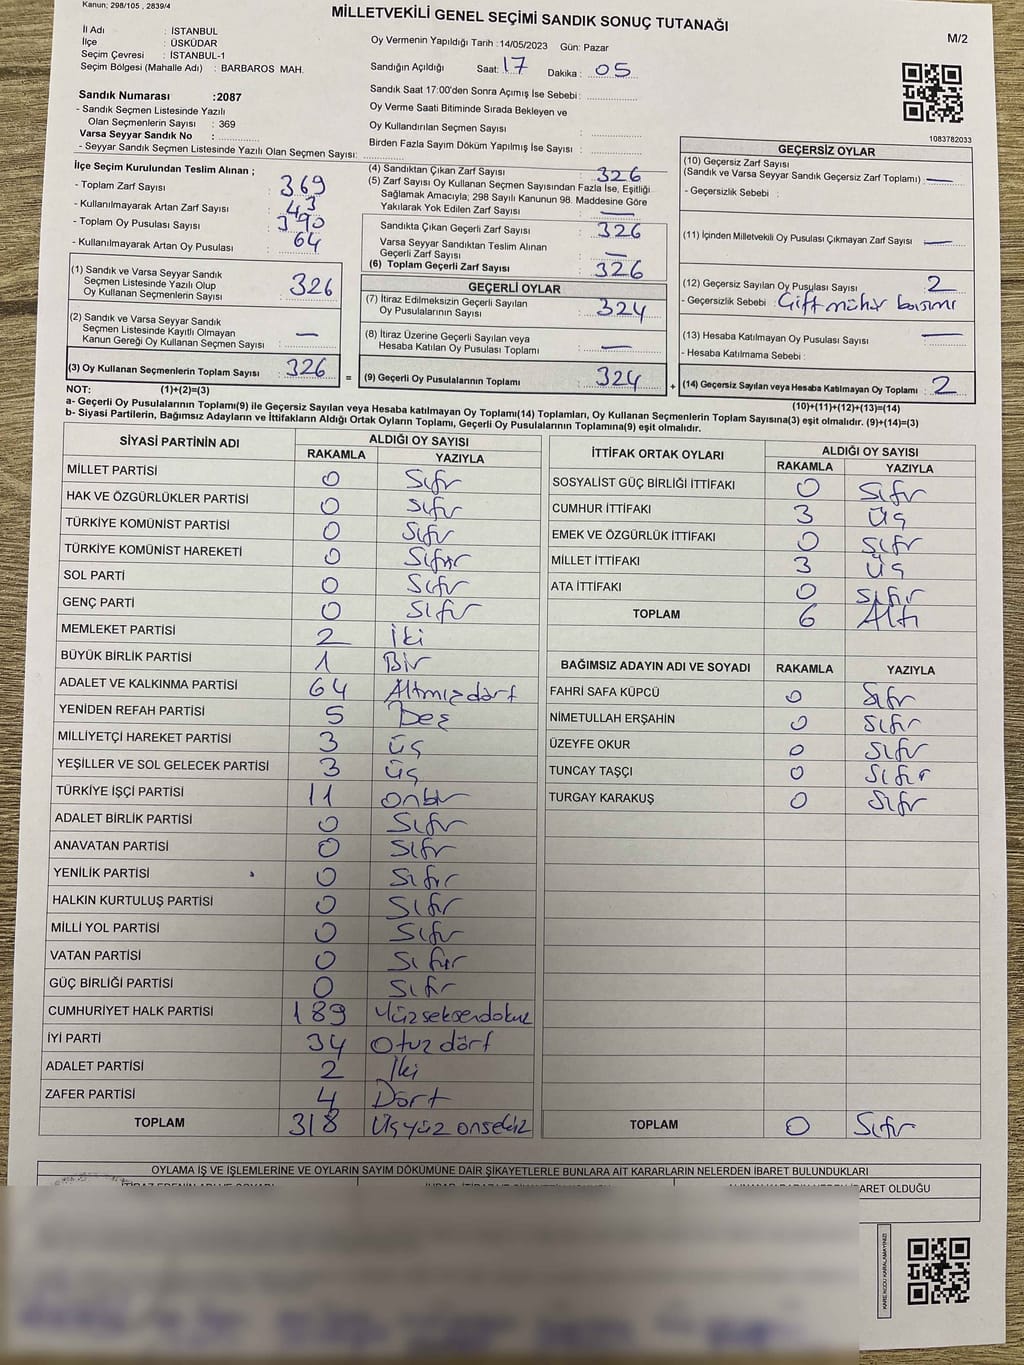 Kanun; 298/105 , 2839/4
MİLLETVEKİLİ GENEL SEÇİMİ SANDIK SONUÇ TUTANAĞI
M/2
İl Adı : İSTANBUL
İlçe : ÜSKÜDAR
Seçim Çevresi : İSTANBUL-1
Seçim Bölgesi (Mahalle Adı) : BARBAROS MAH.
Oy Vermenin Yapıldığı Tarih :14/05/2023 Gün: Pazar
Sandığın Açıldığı Saat: 17 Dakika : 05
Sandık Saat 17:00'den Sonra Açımış İse Sebebi :
Oy Verme Saati Bitiminde Sırada Bekleyen ve
Oy Kullandırılan Seçmen Sayısı :
Birden Fazla Sayım Döküm Yapılmış İse Sayısı :
1083782033
Sandık Numarası :2087
- Sandık Seçmen Listesinde Yazılı
Olan Seçmenlerin Sayısı : 369
Varsa Seyyar Sandık No :
- Seyyar Sandık Seçmen Listesinde Yazılı Olan Seçmen Sayısı:
İlçe Seçim Kurulundan Teslim Alınan ;
- Toplam Zarf Sayısı : 369
- Kullanılmayarak Artan Zarf Sayısı : 43
- Toplam Oy Pusulası Sayısı : 390
- Kullanılmayarak Artan Oy Pusulası : 64
(1) Sandık ve Varsa Seyyar Sandık
Seçmen Listesinde Yazılı Olup
Oy Kullanan Seçmenlerin Sayısı : 326
(2) Sandık ve Varsa Seyyar Sandık
Seçmen Listesinde Kayıtlı Olmayan
Kanun Gereği Oy Kullanan Seçmen Sayısı : —
(3) Oy Kullanan Seçmenlerin Toplam Sayısı : 326
(4) Sandıktan Çıkan Zarf Sayısı : 326
(5) Zarf Sayısı Oy Kullanan Seçmen Sayısından Fazla İse, Eşitliği
Sağlamak Amacıyla; 298 Sayılı Kanunun 98. Maddesine Göre
Yakılarak Yok Edilen Zarf Sayısı : —
Sandıkta Çıkan Geçerli Zarf Sayısı : 326
Varsa Seyyar Sandıktan Teslim Alınan
Geçerli Zarf Sayısı : —
(6) Toplam Geçerli Zarf Sayısı : 326
GEÇERLİ OYLAR
(7) İtiraz Edilmeksizin Geçerli Sayılan
Oy Pusulalarının Sayısı : 324
(8) İtiraz Üzerine Geçerli Sayılan veya
Hesaba Katılan Oy Pusulası Toplamı : —
= (9) Geçerli Oy Pusulalarının Toplamı : 324
GEÇERSİZ OYLAR
(10) Geçersiz Zarf Sayısı
(Sandık ve Varsa Seyyar Sandık Geçersiz Zarf Toplamı) : —
- Geçersizlik Sebebi :
(11) İçinden Milletvekili Oy Pusulası Çıkmayan Zarf Sayısı : —
(12) Geçersiz Sayılan Oy Pusulası Sayısı : 2
- Geçersizlik Sebebi : Çift mühür basımı
(13) Hesaba Katılmayan Oy Pusulası Sayısı : —
- Hesaba Katılmama Sebebi :
+ (14) Geçersiz Sayılan veya Hesaba Katılmayan Oy Toplamı : 2
NOT: (1)+(2)=(3)
(10)+(11)+(12)+(13)=(14)
a- Geçerli Oy Pusulalarının Toplamı(9) ile Geçersiz Sayılan veya Hesaba katılmayan Oy Toplamı(14) Toplamları, Oy Kullanan Seçmenlerin Toplam Sayısına(3) eşit olmalıdır. (9)+(14)=(3)
b- Siyasi Partilerin, Bağımsız Adayların ve İttifakların Aldığı Ortak Oyların Toplamı, Geçerli Oy Pusulalarının Toplamına(9) eşit olmalıdır.
SİYASİ PARTİNİN ADI ALDIĞI OY SAYISI
RAKAMLA YAZIYLA
MİLLET PARTİSİ 0 Sıfır
HAK VE ÖZGÜRLÜKLER PARTİSİ 0 Sıfır
TÜRKİYE KOMÜNİST PARTİSİ 0 Sıfır
TÜRKİYE KOMÜNİST HAREKETİ 0 Sıfır
SOL PARTİ 0 Sıfır
GENÇ PARTİ 0 Sıfır
MEMLEKET PARTİSİ 2 İki
BÜYÜK BİRLİK PARTİSİ 1 Bir
ADALET VE KALKINMA PARTİSİ 64 Altmışdört
YENİDEN REFAH PARTİSİ 5 Beş
MİLLİYETÇİ HAREKET PARTİSİ 3 üç
YEŞİLLER VE SOL GELECEK PARTİSİ 3 üç
TÜRKİYE İŞÇİ PARTİSİ 11 onbir
ADALET BİRLİK PARTİSİ 0 Sıfır
ANAVATAN PARTİSİ 0 Sıfır
YENİLİK PARTİSİ 0 Sıfır
HALKIN KURTULUŞ PARTİSİ 0 Sıfır
MİLLİ YOL PARTİSİ 0 Sıfır
VATAN PARTİSİ 0 Sıfır
GÜÇ BİRLİĞİ PARTİSİ 0 Sıfır
CUMHURİYET HALK PARTİSİ 189 Yüzseksendokuz
İYİ PARTİ 34 Otuz dört
ADALET PARTİSİ 2 İki
ZAFER PARTİSİ 4 Dört
TOPLAM 318 Üçyüz onsekiz
İTTİFAK ORTAK OYLARI ALDIĞI OY SAYISI
RAKAMLA YAZIYLA
SOSYALİST GÜÇ BİRLİĞİ İTTİFAKI 0 Sıfır
CUMHUR İTTİFAKI 3 Üç
EMEK VE ÖZGÜRLÜK İTTİFAKI 0 Sıfır
MİLLET İTTİFAKI 3 Üç
ATA İTTİFAKI 0 Sıfır
TOPLAM 6 Altı
BAĞIMSIZ ADAYIN ADI VE SOYADI RAKAMLA YAZIYLA
FAHRİ SAFA KÜPCÜ 0 Sıfır
NİMETULLAH ERŞAHİN 0 Sıfır
ÜZEYFE OKUR 0 Sıfır
TUNCAY TAŞÇI 0 Sıfır
TURGAY KARAKUŞ 0 Sıfır
TOPLAM 0 Sıfır
OYLAMA İŞ VE İŞLEMLERİNE VE OYLARIN SAYIM DÖKÜMÜNE DAİR ŞİKAYETLERLE BUNLARA AİT KARARLARIN NELERDEN İBARET BULUNDUKLARI
İBARET OLDUĞU
KARE KODU KARALAMAYINIZ!